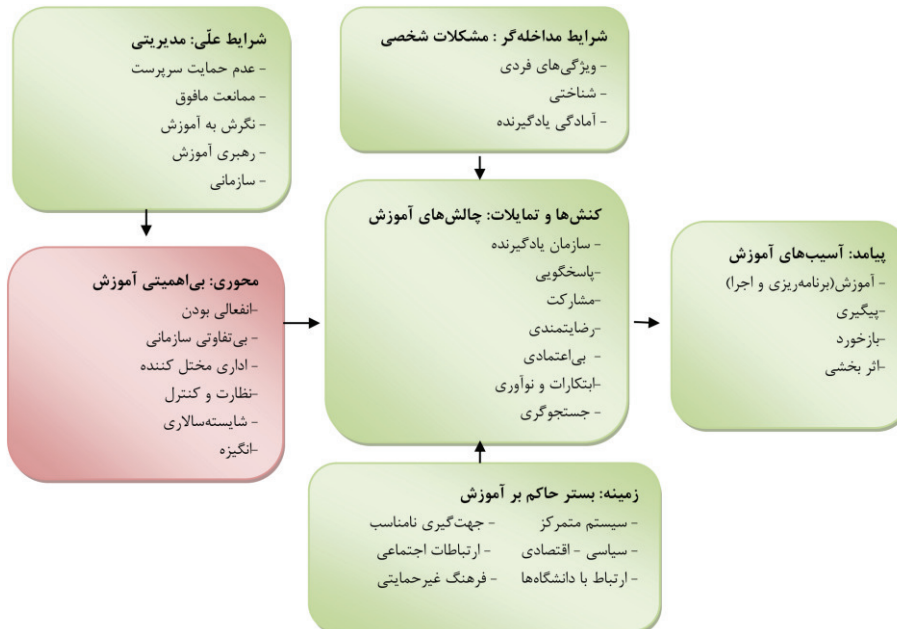 شرایط علّی: مدیریتی
- عدم حمایت سرپرست
- ممانعت مافوق
- نگرش به آموزش
- رهبری آموزش
- سازمانی
شرایط مداخله‌گر : مشکلات شخصی
- ویژگی‌های فردی
- شناختی
- آمادگی یادگیرنده
محوری: بی‌اهمیتی آموزش
-انفعالی بودن
- بی‌تفاوتی سازمانی
- اداری مختل کننده
-نظارت و کنترل
- شایسته‌سالاری
-انگیزه
کنش‌ها و تمایلات: چالش‌های آموزش
- سازمان یادگیرنده
-پاسخگویی
-مشارکت
-رضایتمندی
- بی‌اعتمادی
-ابتکارات و نوآوری
- جستجوگری
پیامد: آسیب‌های آموزش
- آموزش(برنامه‌ریزی و اجرا)
-پیگیری
-بازخورد
-اثر بخشی
زمینه: بستر حاکم بر آموزش
- سیستم متمرکز - جهت‌گیری نامناسب
- سیاسی - اقتصادی - ارتباطات اجتماعی
- ارتباط با دانشگاه‌ها - فرهنگ غیرحمایتی